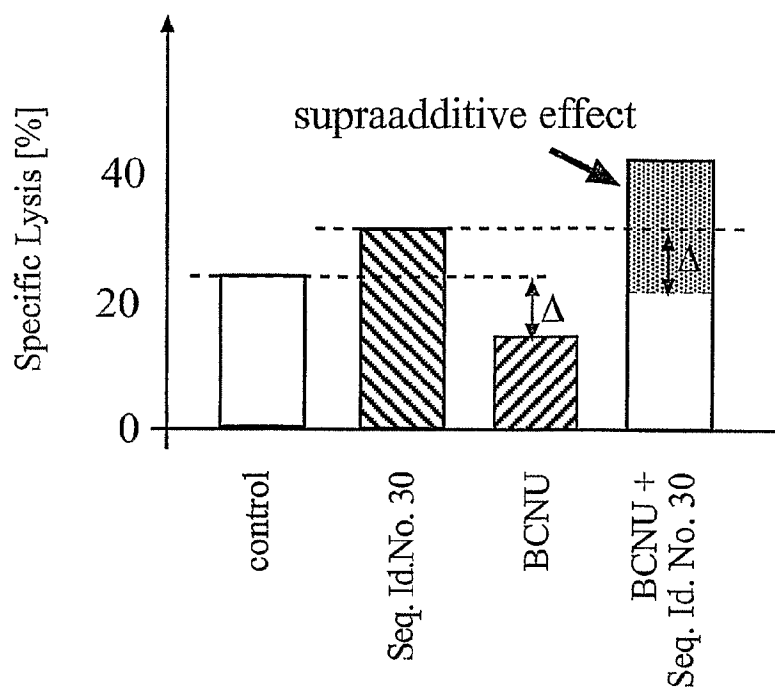 Specific Lysis [%]
40
20
0
supraadditive effect
Δ
Δ
control
Seq. Id.No. 30
BCNU
BCNU +
Seq. Id. No. 30